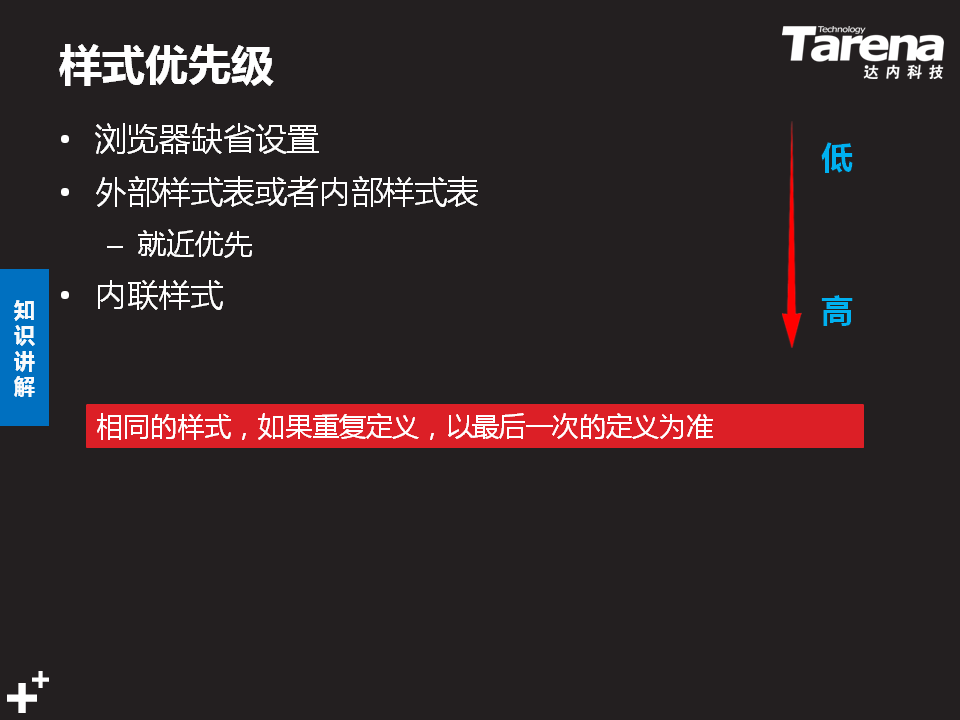 样式优先级
Technology
Tarena
达内科技
• 浏览器缺省设置
• 外部样式表或者内部样式表
– 就近优先
• 内联样式
低
高
知识讲解
相同的样式，如果重复定义，以最后一次的定义为准